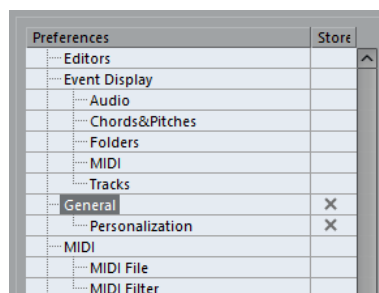 Preferences Store
Editors
Event Display
Audio
Chords&Pitches
Folders
MIDI
Tracks
General
Personalization
MIDI
MIDI File
MIDI Filter